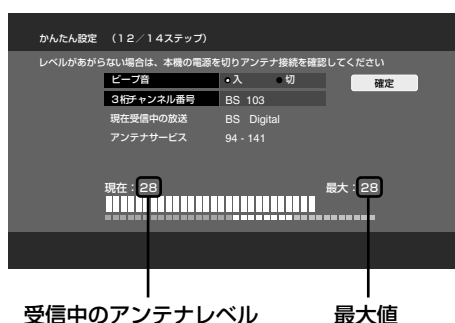 かんたん設定 （１２／１４ステップ）
レベルがあがらない場合は、本機の電源を切りアンテナ接続を確認してください
ビープ音 ●入 ●切 確定
３桁チャンネル番号 BS 103
現在受信中の放送 BS Digital
アンテナサービス 94 - 141
現在：28 最大：28
受信中のアンテナレベル 最大値